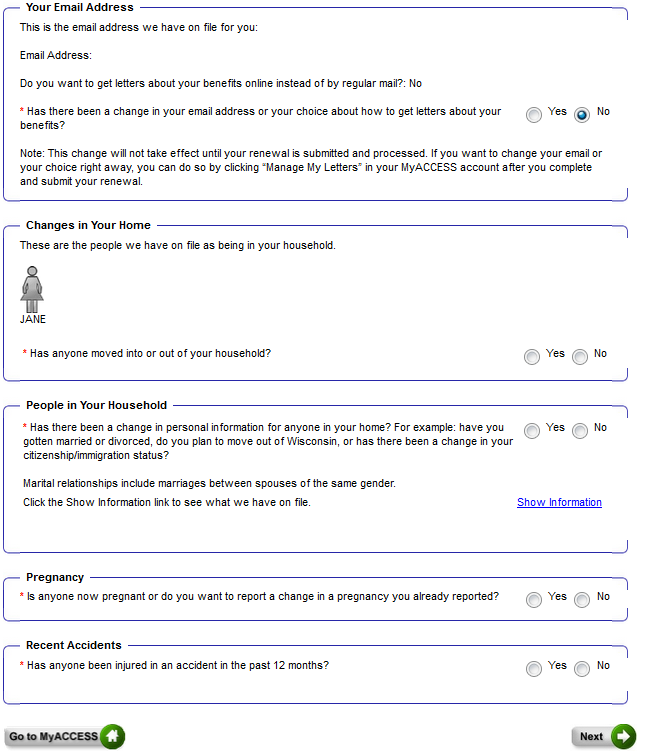 Your Email Address
This is the email address we have on file for you:
Email Address:
Do you want to get letters about your benefits online instead of by regular mail?: No
* Has there been a change in your email address or your choice about how to get letters about your
benefits?
Yes No
Note: This change will not take effect until your renewal is submitted and processed. If you want to change your email or
your choice right away, you can do so by clicking “Manage My Letters” in your MyACCESS account after you complete
and submit your renewal.
Changes in Your Home
These are the people we have on file as being in your household.
JANE
* Has anyone moved into or out of your household? Yes No
People in Your Household
* Has there been a change in personal information for anyone in your home? For example: have you
gotten married or divorced, do you plan to move out of Wisconsin, or has there been a change in your
citizenship/immigration status?
Yes No
Marital relationships include marriages between spouses of the same gender.
Click the Show Information link to see what we have on file. Show Information
Pregnancy
* Is anyone now pregnant or do you want to report a change in a pregnancy you already reported? Yes No
Recent Accidents
* Has anyone been injured in an accident in the past 12 months? Yes No
Go to MyACCESS Next